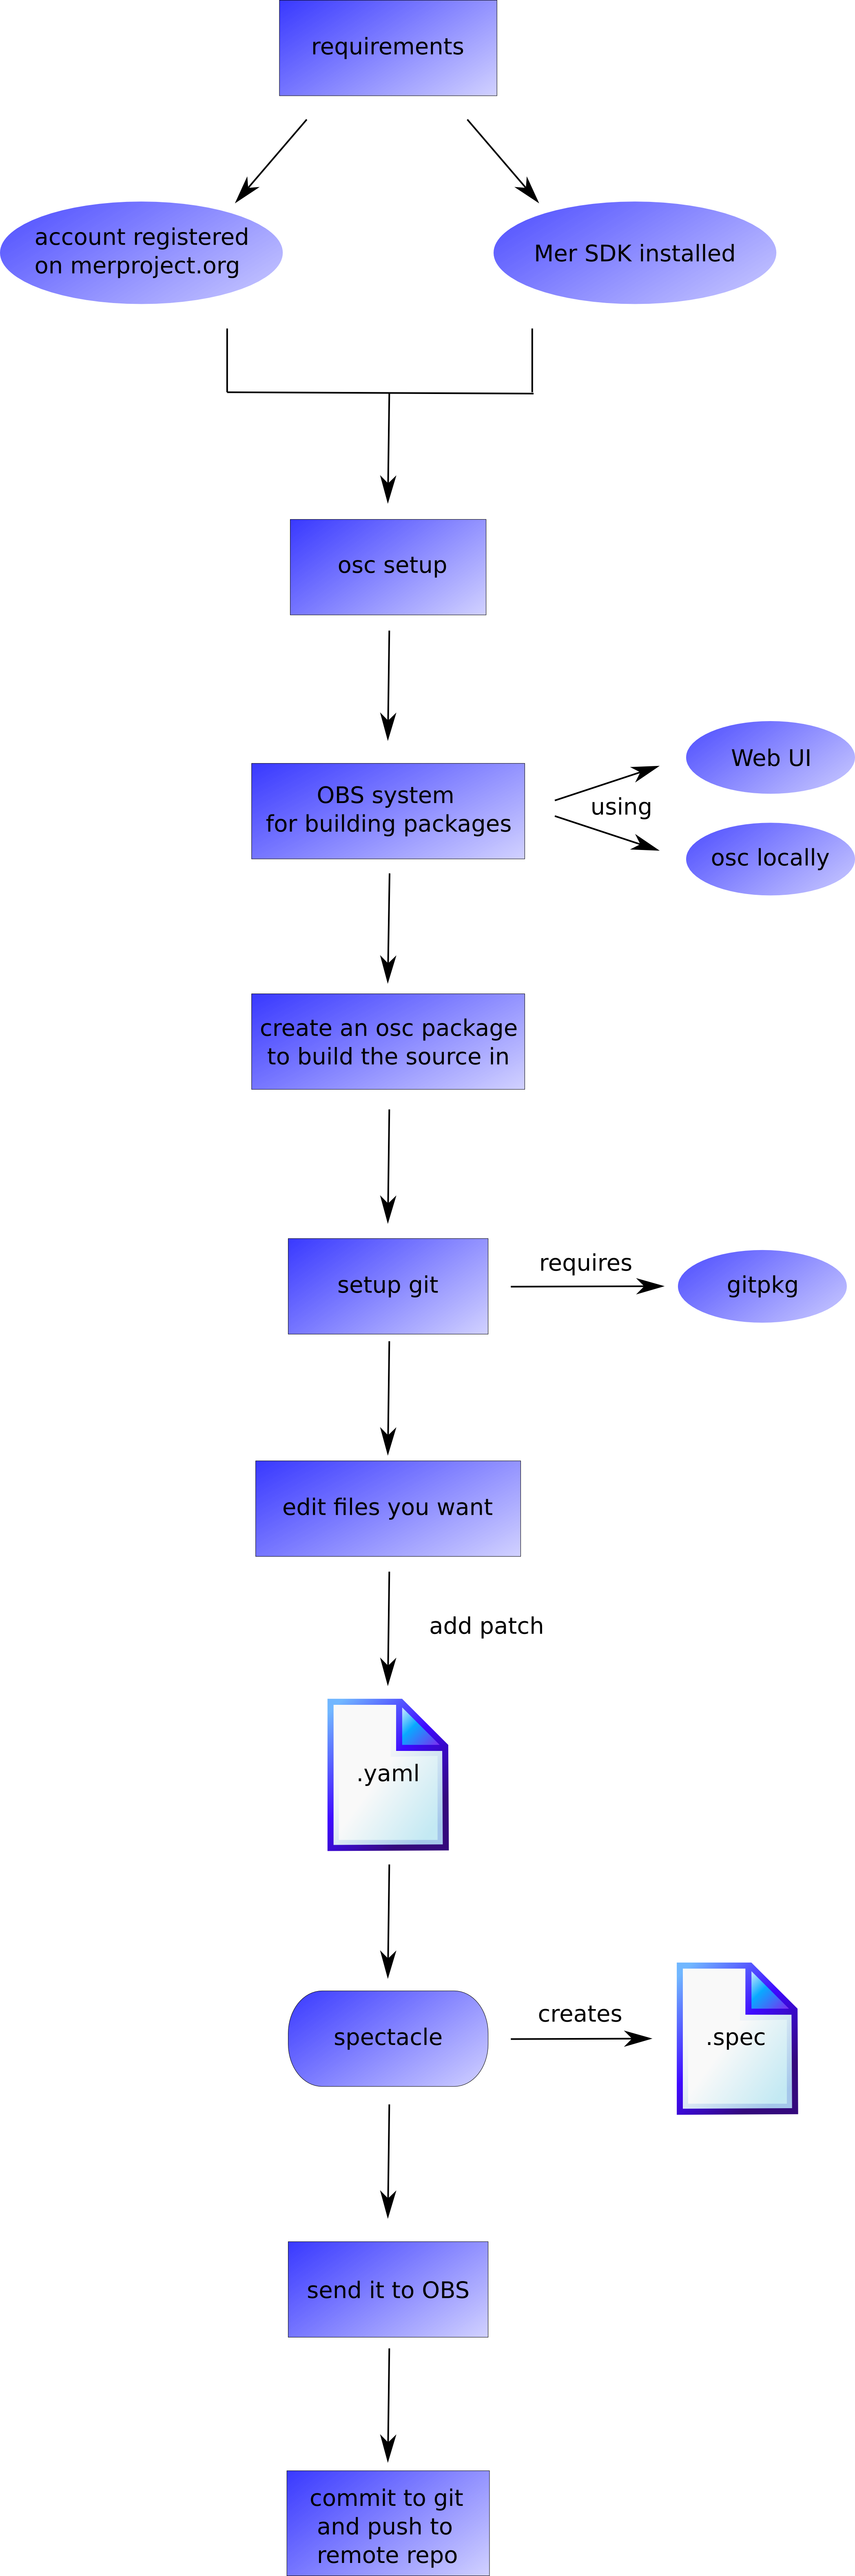 requirements
account registered
on merproject.org
Mer SDK installed
osc setup
OBS system
for building packages
using
Web UI
osc locally
create an osc package
to build the source in
setup git
requires
gitpkg
edit files you want
add patch
.yaml
spectacle
creates
.spec
send it to OBS
commit to git
and push to
remote repo